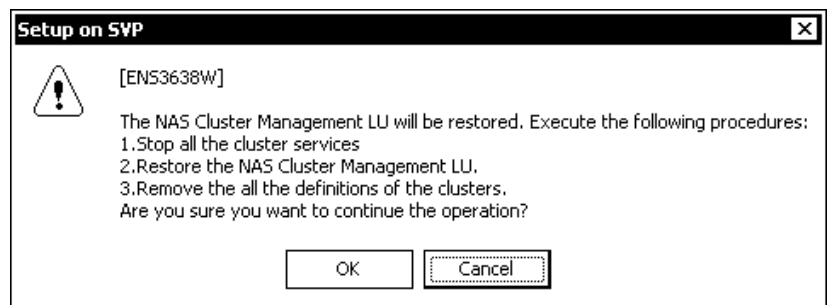 Setup on SVP
[ENS3638W]
The NAS Cluster Management LU will be restored. Execute the following procedures:
1.Stop all the cluster services
2.Restore the NAS Cluster Management LU.
3.Remove the all the definitions of the clusters.
Are you sure you want to continue the operation?
OK
Cancel